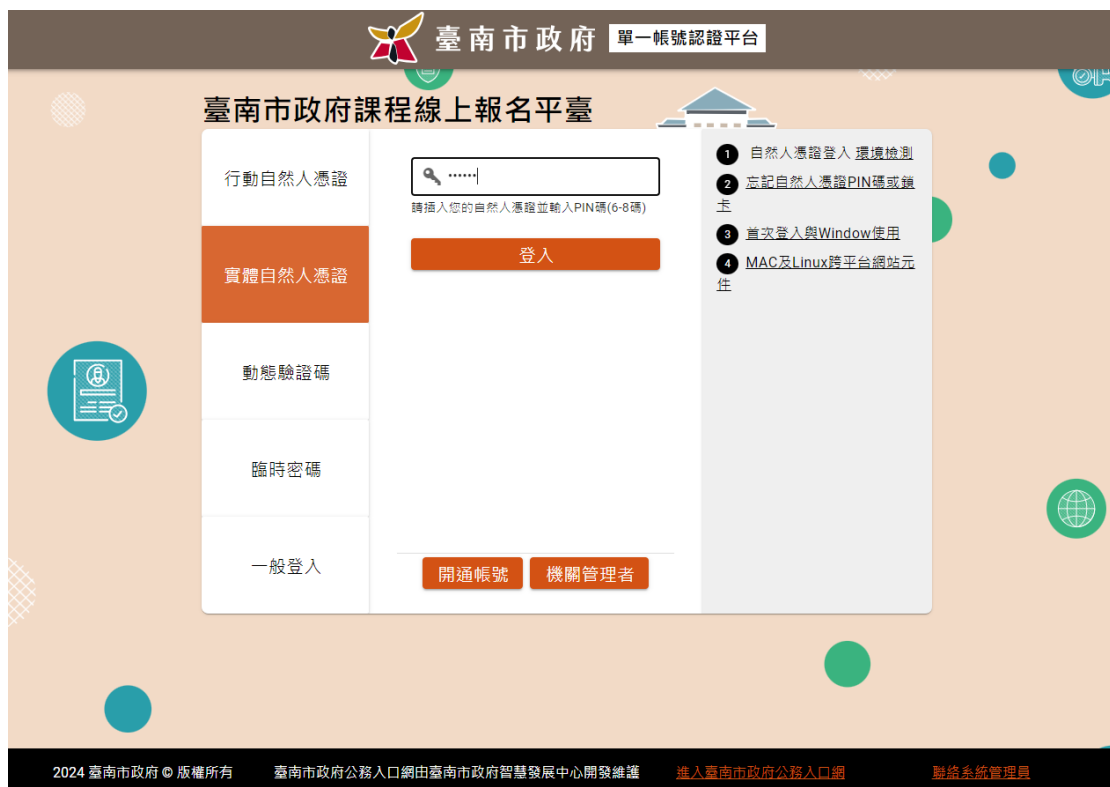 臺南市政府 單一帳號認證平台
臺南市政府課程線上報名平臺
行動自然人憑證
實體自然人憑證
動態驗證碼
臨時密碼
一般登入
······
請插入您的自然人憑證並輸入PIN碼(6-8碼)
登入
開通帳號 機關管理者
1 自然人憑證登入 環境檢測
2 忘記自然人憑證PIN碼或鎖
卡
3 首次登入與Window使用
4 MAC及Linux跨平台網站元
件
2024 臺南市政府 © 版權所有 臺南市政府公務入口網由臺南市政府智慧發展中心開發維護 進入臺南市政府公務入口網 聯絡系統管理員